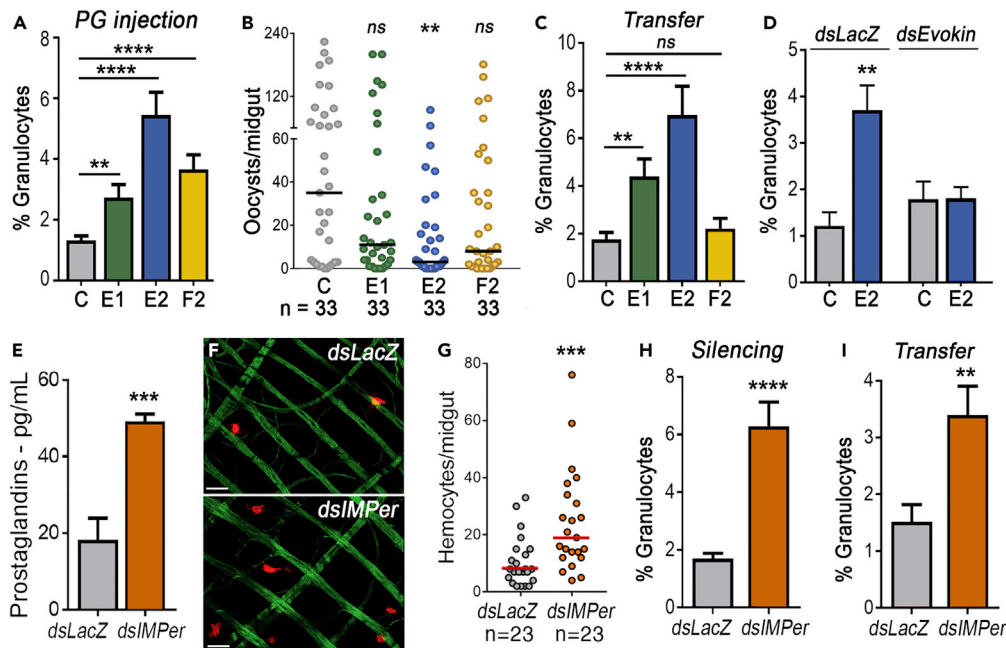 A
PG injection
% Granulocytes
8
6
4
2
0
****
****
**
C E1 E2 F2
B
Oocysts/midgut
240
120
60
40
20
0
ns ** ns
C E1 E2 F2
n = 33 33 33 33
C
Transfer
% Granulocytes
10
8
6
4
2
0
ns
****
**
C E1 E2 F2
D
% Granulocytes
5
4
3
2
1
0
dsLacZ dsEvokin
**
C E2 C E2
E
Prostaglandins - pg/mL
60
40
20
0
***
dsLacZ dsIMPer
F
dsLacZ
dsIMPer
G
Hemocytes/midgut
80
60
40
20
0
***
dsLacZ dsIMPer
n=23 n=23
H
Silencing
% Granulocytes
8
6
4
2
0
****
dsLacZ dsIMPer
I
Transfer
% Granulocytes
4
3
2
1
0
**
dsLacZ dsIMPer